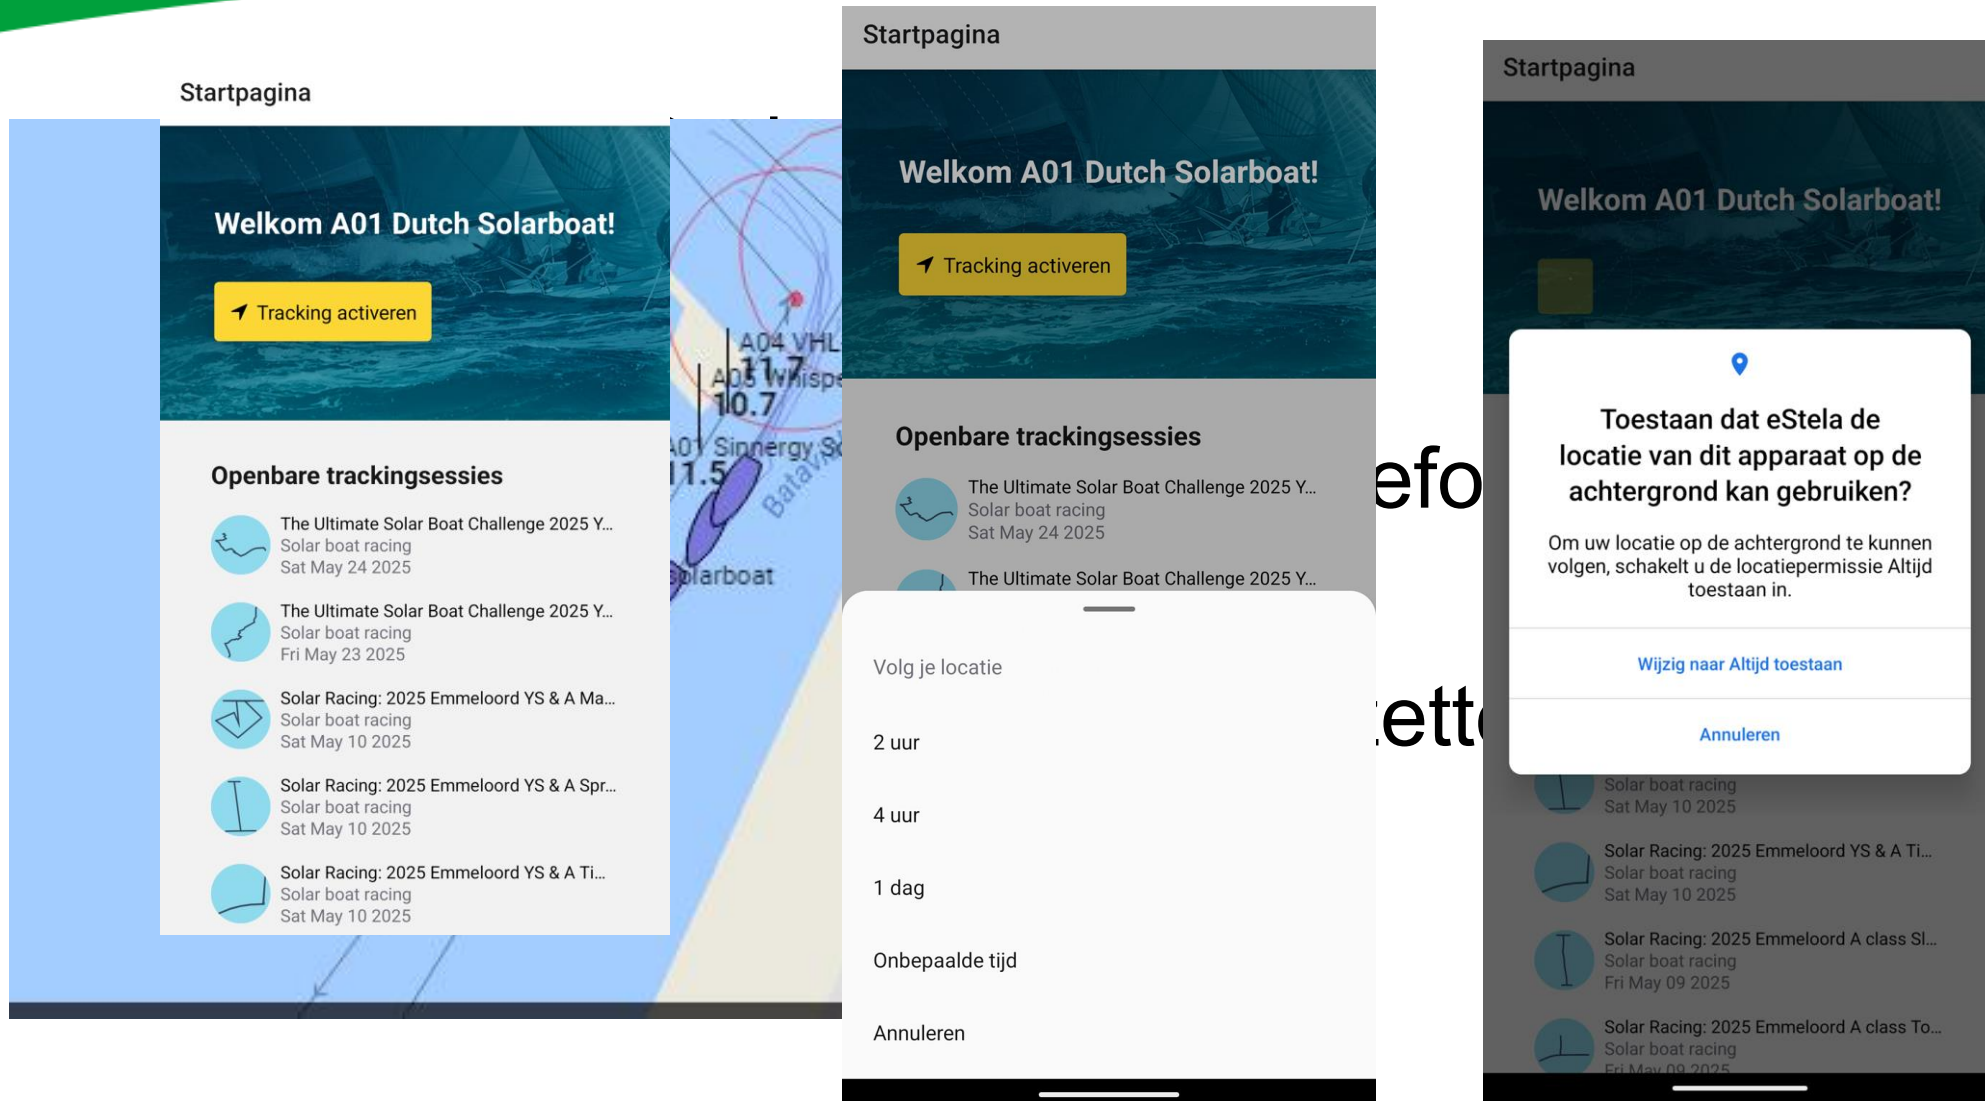 Startpagina
Welkom A01 Dutch Solarboat!
Tracking activeren
Openbare trackingsessies
The Ultimate Solar Boat Challenge 2025 Y...
Solar boat racing
Sat May 24 2025
The Ultimate Solar Boat Challenge 2025 Y...
Solar boat racing
Fri May 23 2025
Solar Racing: 2025 Emmeloord YS & A Ma...
Solar boat racing
Sat May 10 2025
Solar Racing: 2025 Emmeloord YS & A Spr...
Solar boat racing
Sat May 10 2025
Solar Racing: 2025 Emmeloord YS & A Ti...
Solar boat racing
Sat May 10 2025
A04 VHL
11.7
A05 Whispe
10.7
A01 Sinnergy So
11.5
Batavi
olarboat
Startpagina
Welkom A01 Dutch Solarboat!
Tracking activeren
Openbare trackingsessies
The Ultimate Solar Boat Challenge 2025 Y...
Solar boat racing
Sat May 24 2025
The Ultimate Solar Boat Challenge 2025 Y...
Volg je locatie
2 uur
4 uur
1 dag
Onbepaalde tijd
Annuleren
efo
ett
Startpagina
Welkom A01 Dutch Solarboat!
Toestaan dat eStela de
locatie van dit apparaat op de
achtergrond kan gebruiken?
Om uw locatie op de achtergrond te kunnen
volgen, schakelt u de locatiepermissie Altijd
toestaan in.
Wijzig naar Altijd toestaan
Annuleren
Solar boat racing
Sat May 10 2025
Solar Racing: 2025 Emmeloord YS & A Ti...
Solar boat racing
Sat May 10 2025
Solar Racing: 2025 Emmeloord A class Sl...
Solar boat racing
Fri May 09 2025
Solar Racing: 2025 Emmeloord A class To...
Solar boat racing
Fri May 09 2025